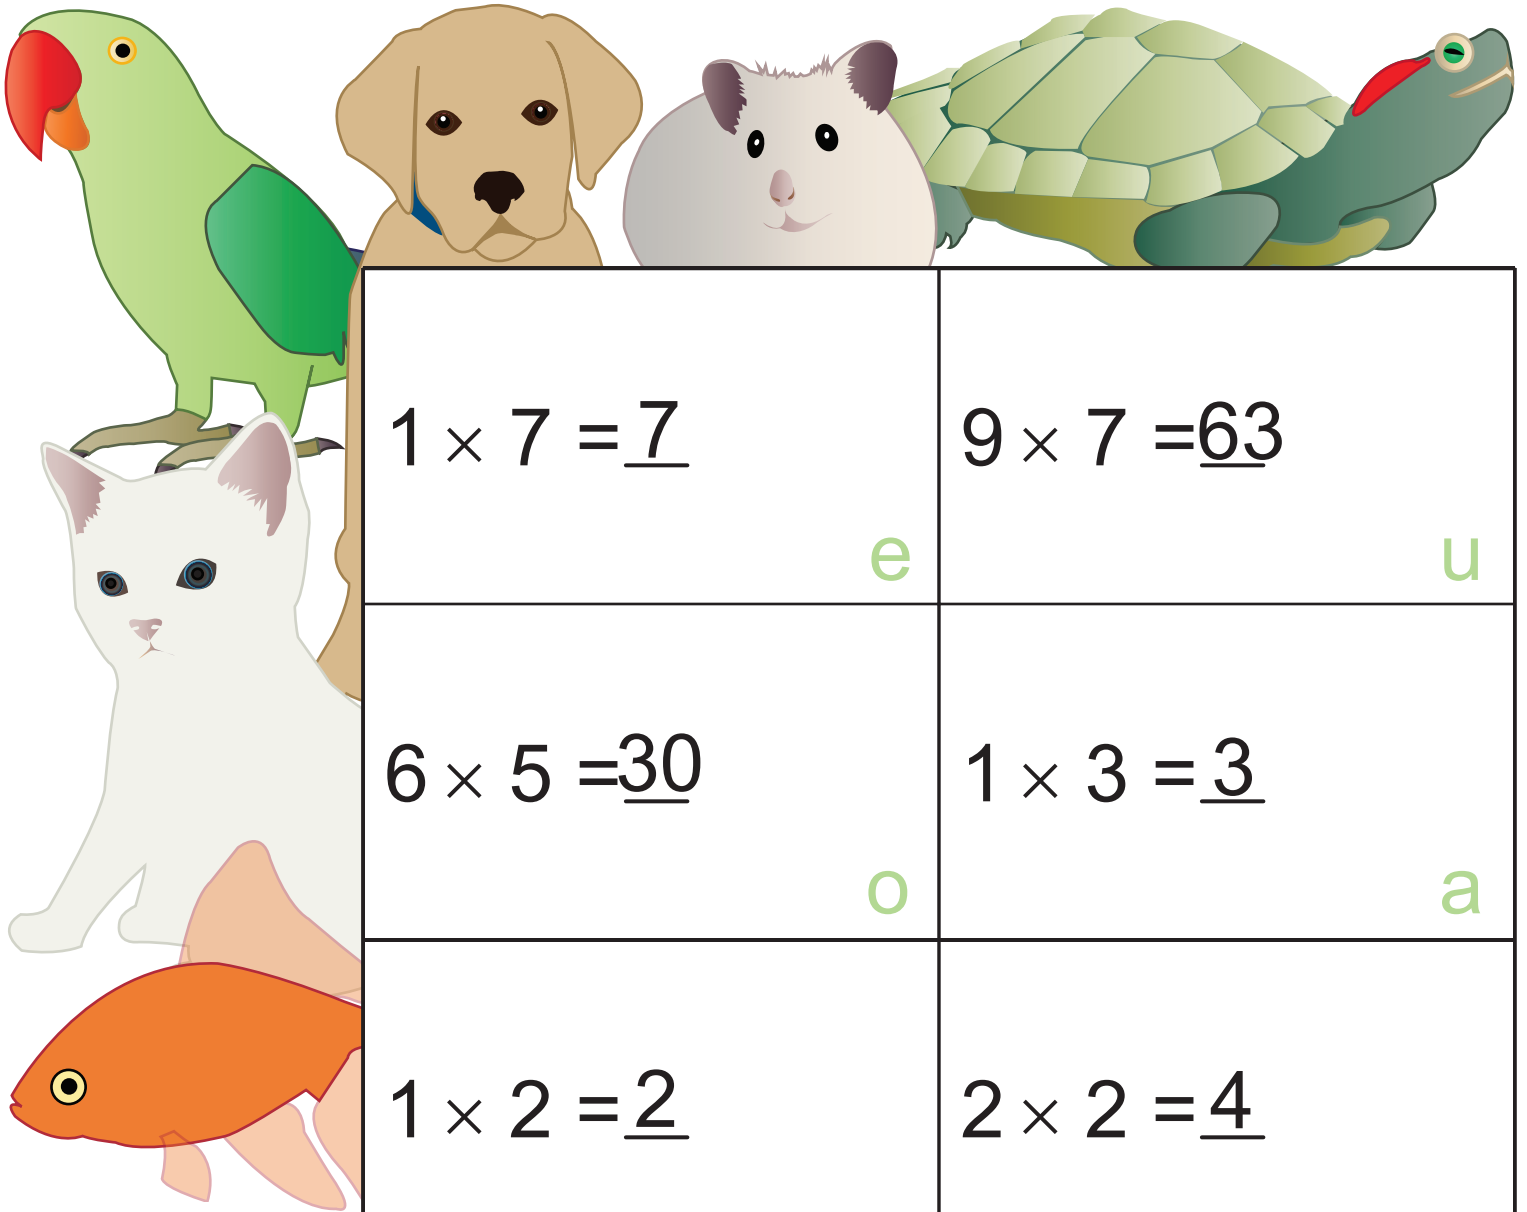 1 × 7 = 7
9 × 7 = 63
e
u
6 × 5 = 30
1 × 3 = 3
o
a
1 × 2 = 2
2 × 2 = 4